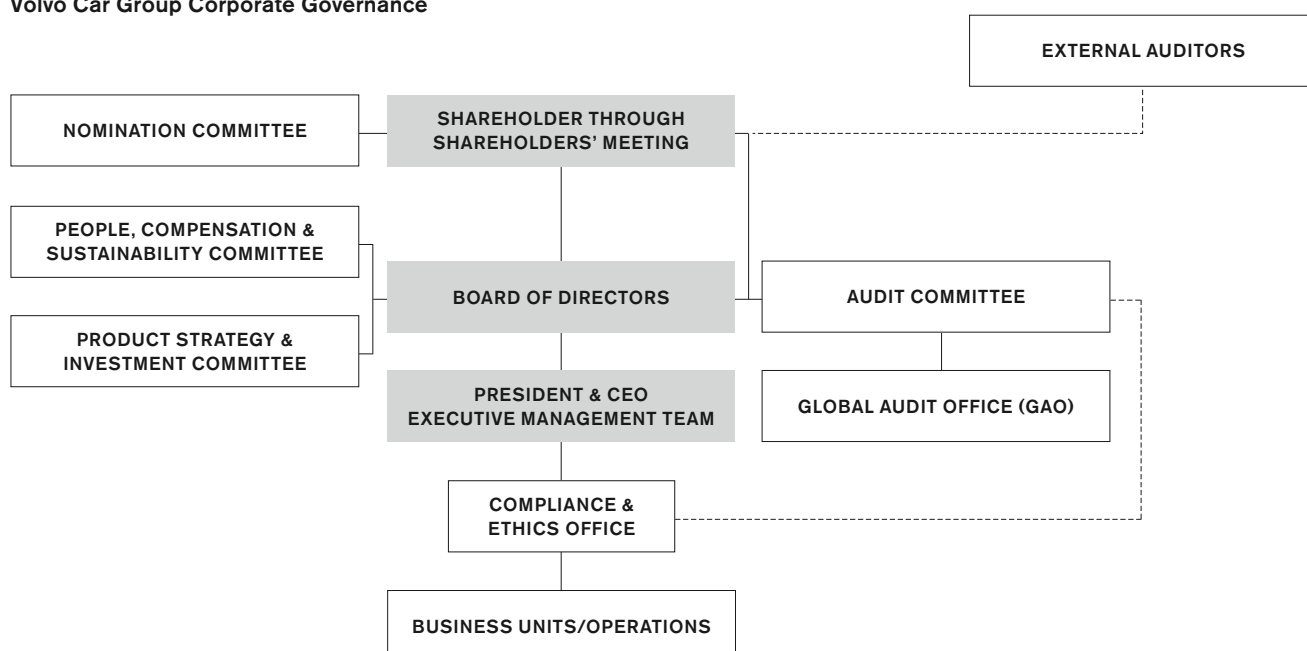 Volvo Car Group Corporate Governance
EXTERNAL AUDITORS
NOMINATION COMMITTEE
SHAREHOLDER THROUGH
SHAREHOLDERS’ MEETING
PEOPLE, COMPENSATION &
SUSTAINABILITY COMMITTEE
BOARD OF DIRECTORS
AUDIT COMMITTEE
PRODUCT STRATEGY &
INVESTMENT COMMITTEE
PRESIDENT & CEO
EXECUTIVE MANAGEMENT TEAM
GLOBAL AUDIT OFFICE (GAO)
COMPLIANCE &
ETHICS OFFICE
BUSINESS UNITS/OPERATIONS